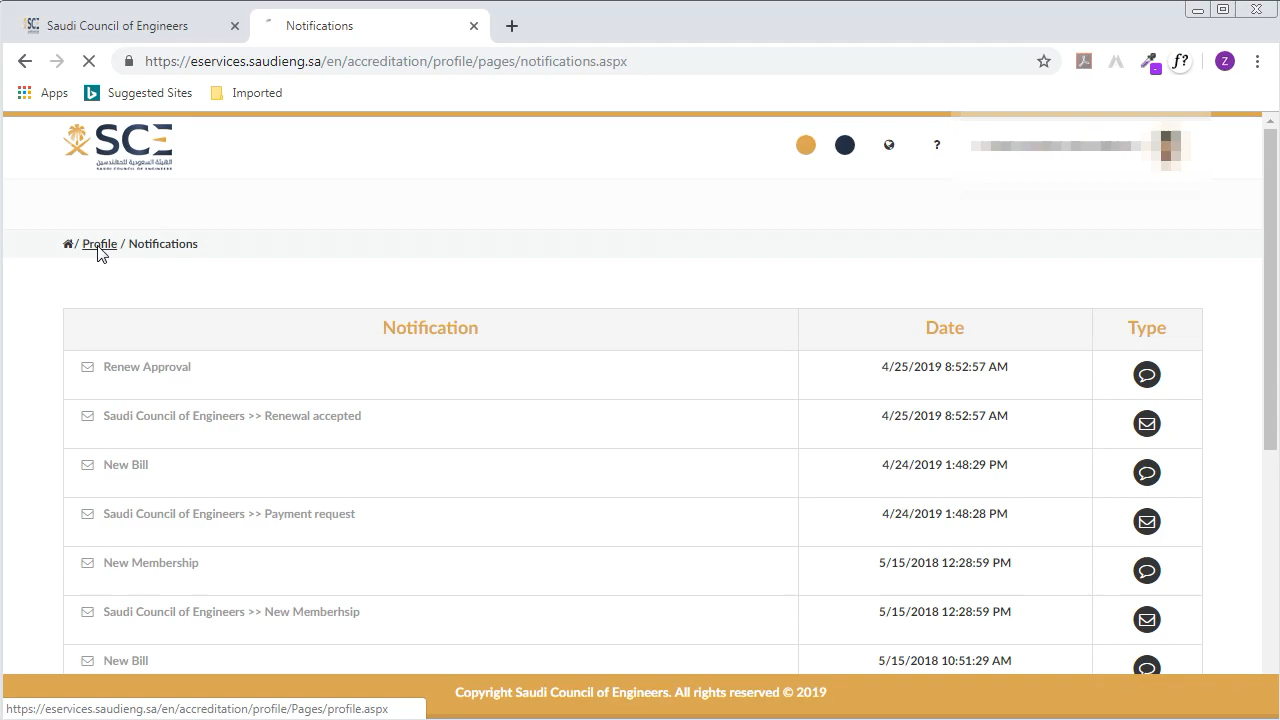 Saudi Council of Engineers
Notifications
https://eservices.saudieng.sa/en/accreditation/profile/pages/notifications.aspx
f?
Z
Apps
Suggested Sites
Imported
SCE
الهيئة السعودية للمهندسين
SAUDI COUNCIL OF ENGINEERS
?
/ Profile / Notifications
Notification Date Type
Renew Approval 4/25/2019 8:52:57 AM
Saudi Council of Engineers >> Renewal accepted 4/25/2019 8:52:57 AM
New Bill 4/24/2019 1:48:29 PM
Saudi Council of Engineers >> Payment request 4/24/2019 1:48:28 PM
New Membership 5/15/2018 12:28:59 PM
Saudi Council of Engineers >> New Memberhsip 5/15/2018 12:28:59 PM
New Bill 5/15/2018 10:51:29 AM
Copyright Saudi Council of Engineers. All rights reserved © 2019
https://eservices.saudieng.sa/en/accreditation/profile/Pages/profile.aspx